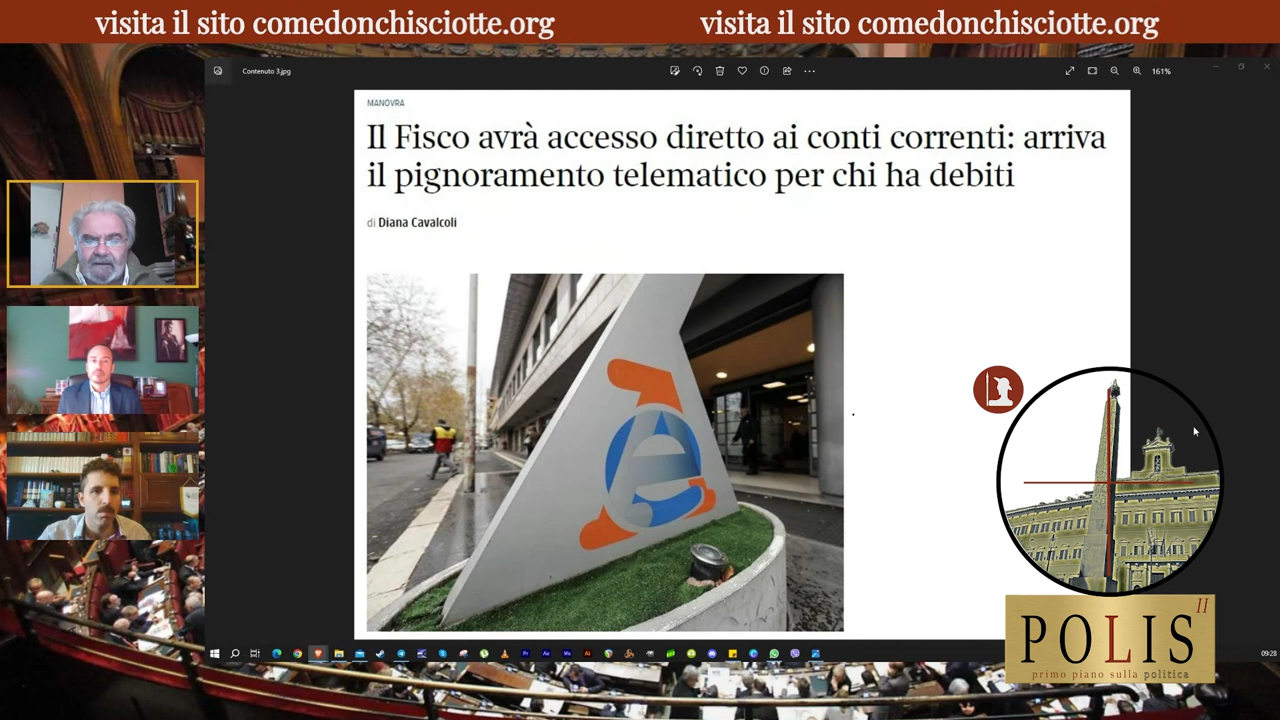 visita il sito comedonchisciotte.org
visita il sito comedonchisciotte.org
Contenuto 3.jpg
161%
MANOVRA
Il Fisco avrà accesso diretto ai conti correnti: arriva
il pignoramento telematico per chi ha debiti
di Diana Cavalcoli
POLIS II
primo piano sulla politica
09:28